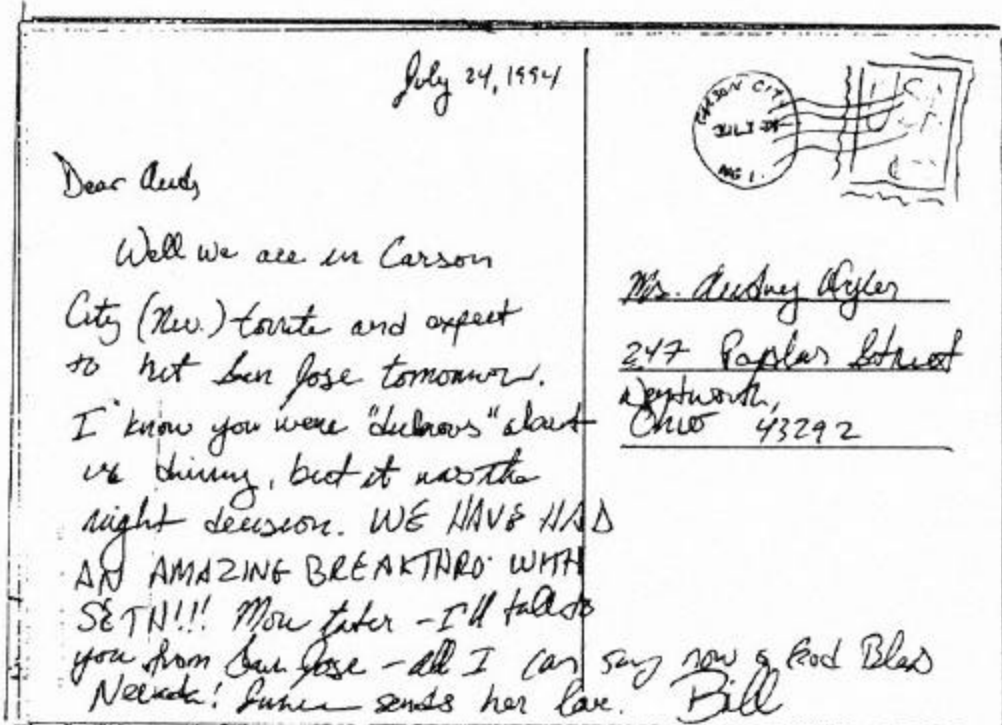 July 24, 1994
CARSON CITY
Dear Auds,
Well we are in Carson
City (Nev.) tonite and expect
to hit San Jose tomorrow.
I know you were "dubious" about
us driving, but it was the
right decision. WE HAVE HAD
AN AMAZING BREAKTHRO' WITH
SETH!!! More later - I'll talk to
you from San Jose - all I can say now is God Bless
Nevada! sends her love. Bill
Ms. Audrey
247 Poplar Street
Wentworth,
Ohio 43292